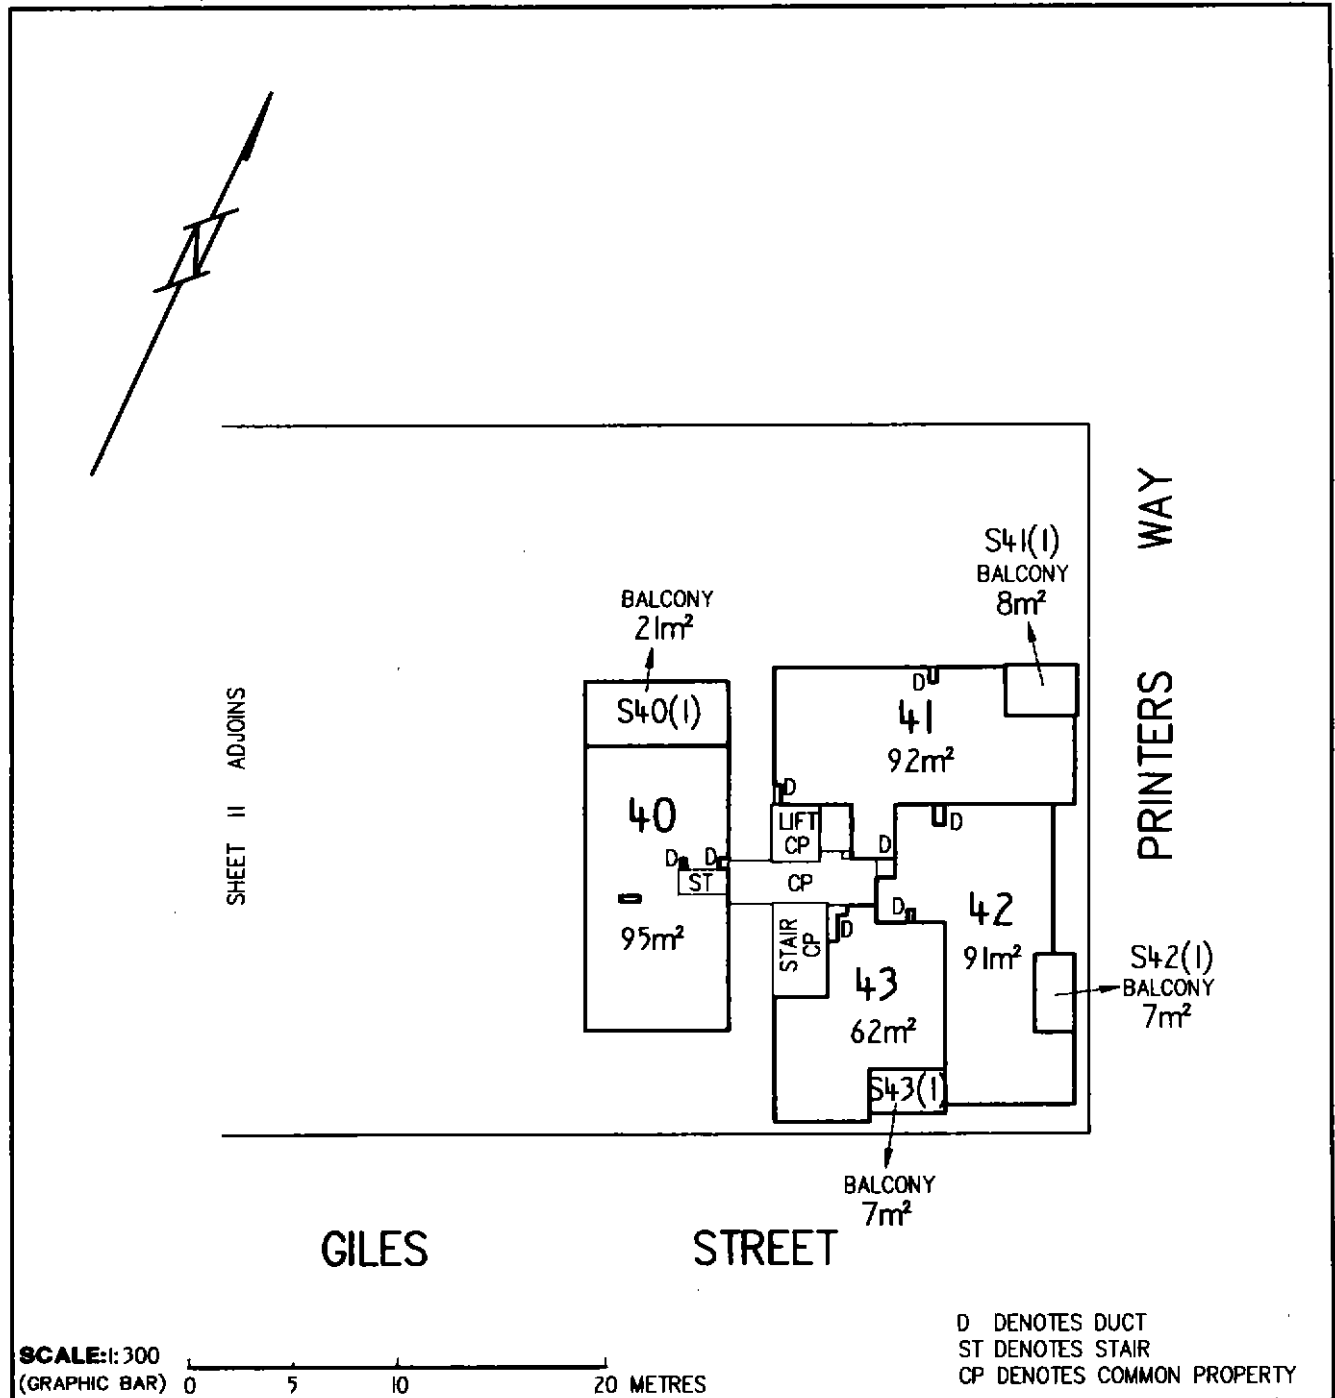 N
WAY
S41(1)
BALCONY
8m²
BALCONY
21m²
S40(1)
PRINTERS
SHEET 11 ADJOINS
D
41
92m²
40
D
LIFT
CP
D
D
D
D
ST
CP
D
42
91m²
95m²
STAIR
CP
D
43
62m²
S42(1)
BALCONY
7m²
S43(1)
BALCONY
7m²
GILES STREET
D DENOTES DUCT
ST DENOTES STAIR
CP DENOTES COMMON PROPERTY
SCALE:1:300
(GRAPHIC BAR) 0 5 10 20 METRES